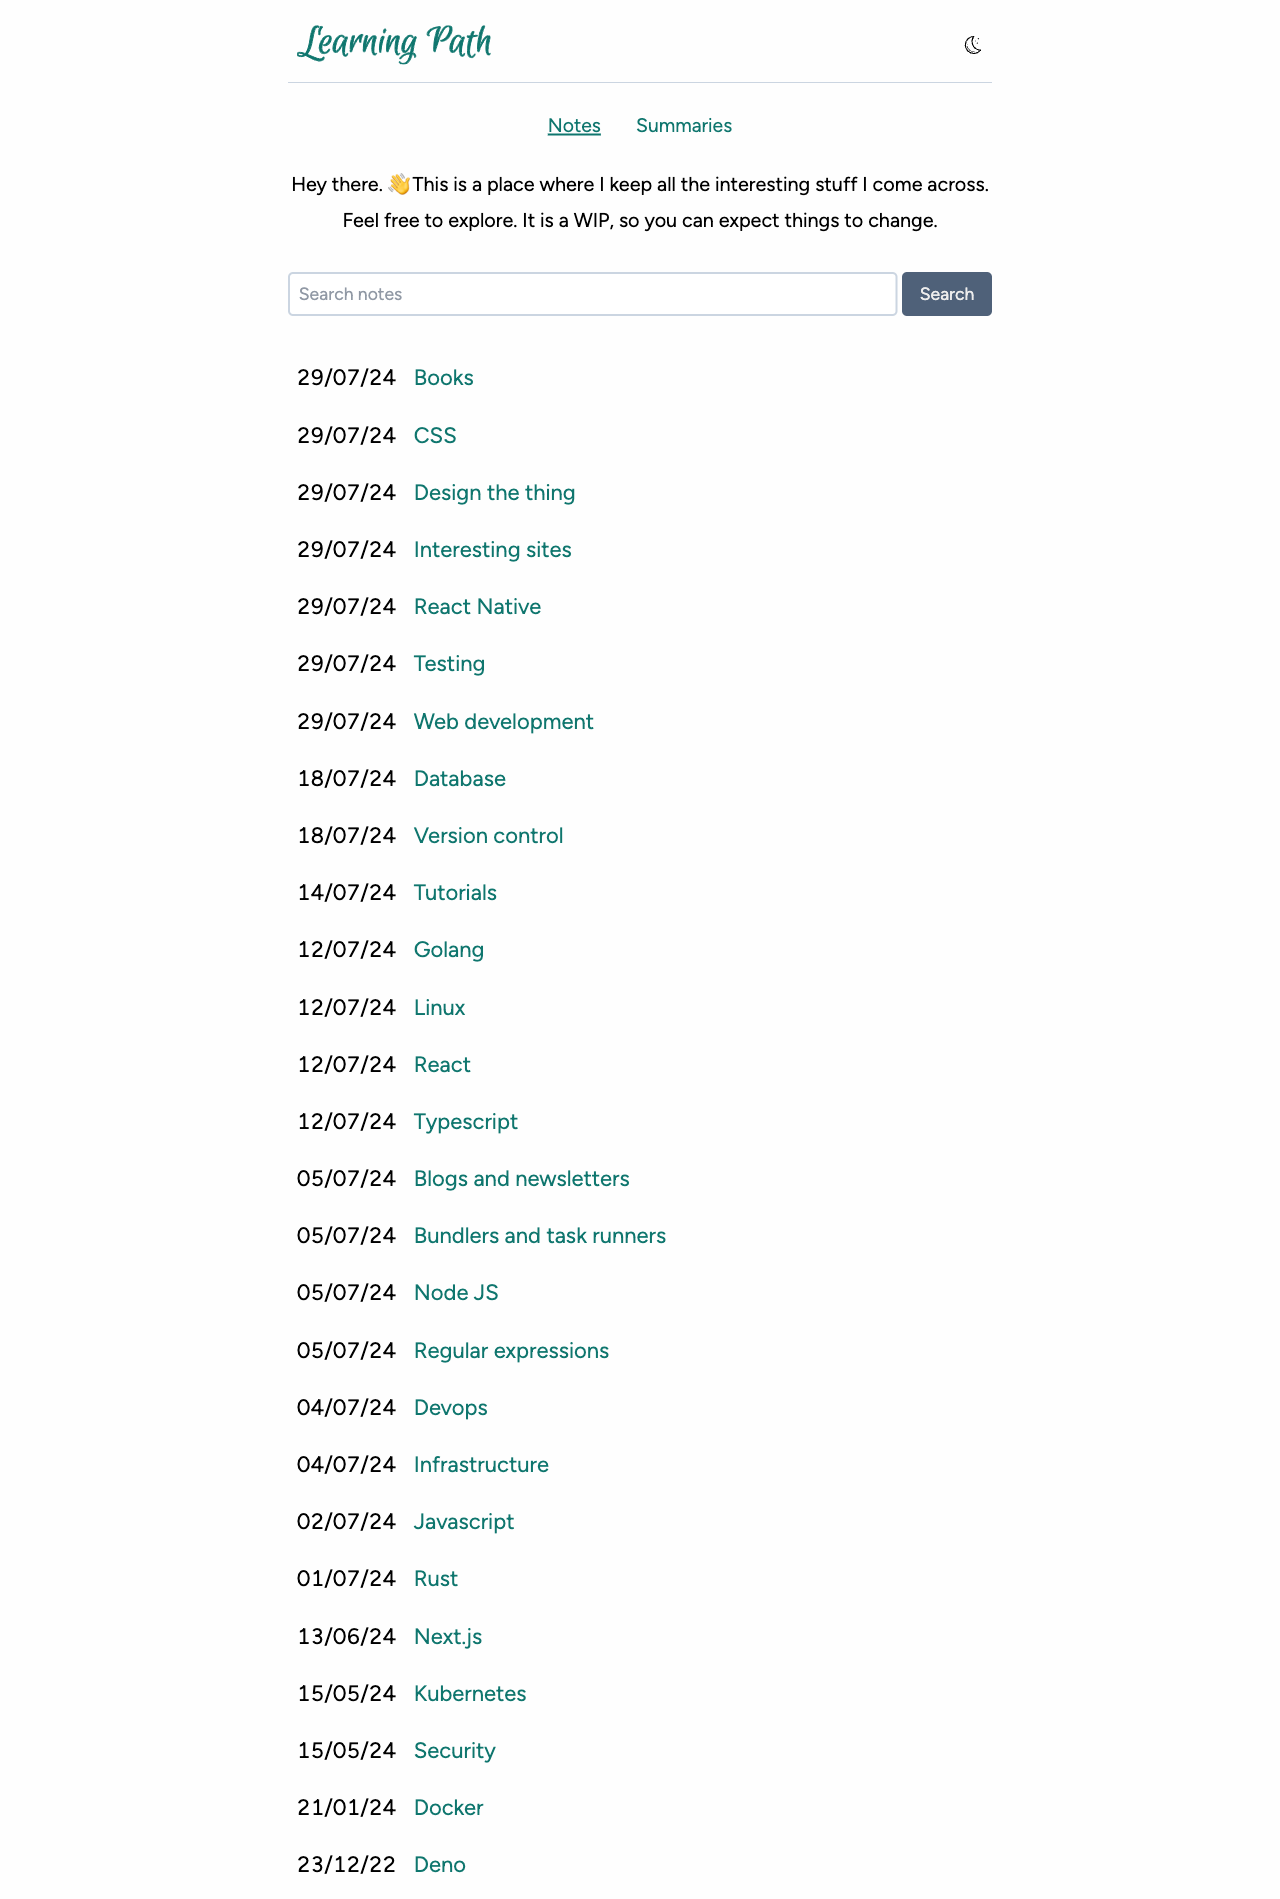 Learning Path
Notes Summaries
Hey there. 👋This is a place where I keep all the interesting stuff I come across.
Feel free to explore. It is a WIP, so you can expect things to change.
Search notes Search
29/07/24 Books
29/07/24 CSS
29/07/24 Design the thing
29/07/24 Interesting sites
29/07/24 React Native
29/07/24 Testing
29/07/24 Web development
18/07/24 Database
18/07/24 Version control
14/07/24 Tutorials
12/07/24 Golang
12/07/24 Linux
12/07/24 React
12/07/24 Typescript
05/07/24 Blogs and newsletters
05/07/24 Bundlers and task runners
05/07/24 Node JS
05/07/24 Regular expressions
04/07/24 Devops
04/07/24 Infrastructure
02/07/24 Javascript
01/07/24 Rust
13/06/24 Next.js
15/05/24 Kubernetes
15/05/24 Security
21/01/24 Docker
23/12/22 Deno